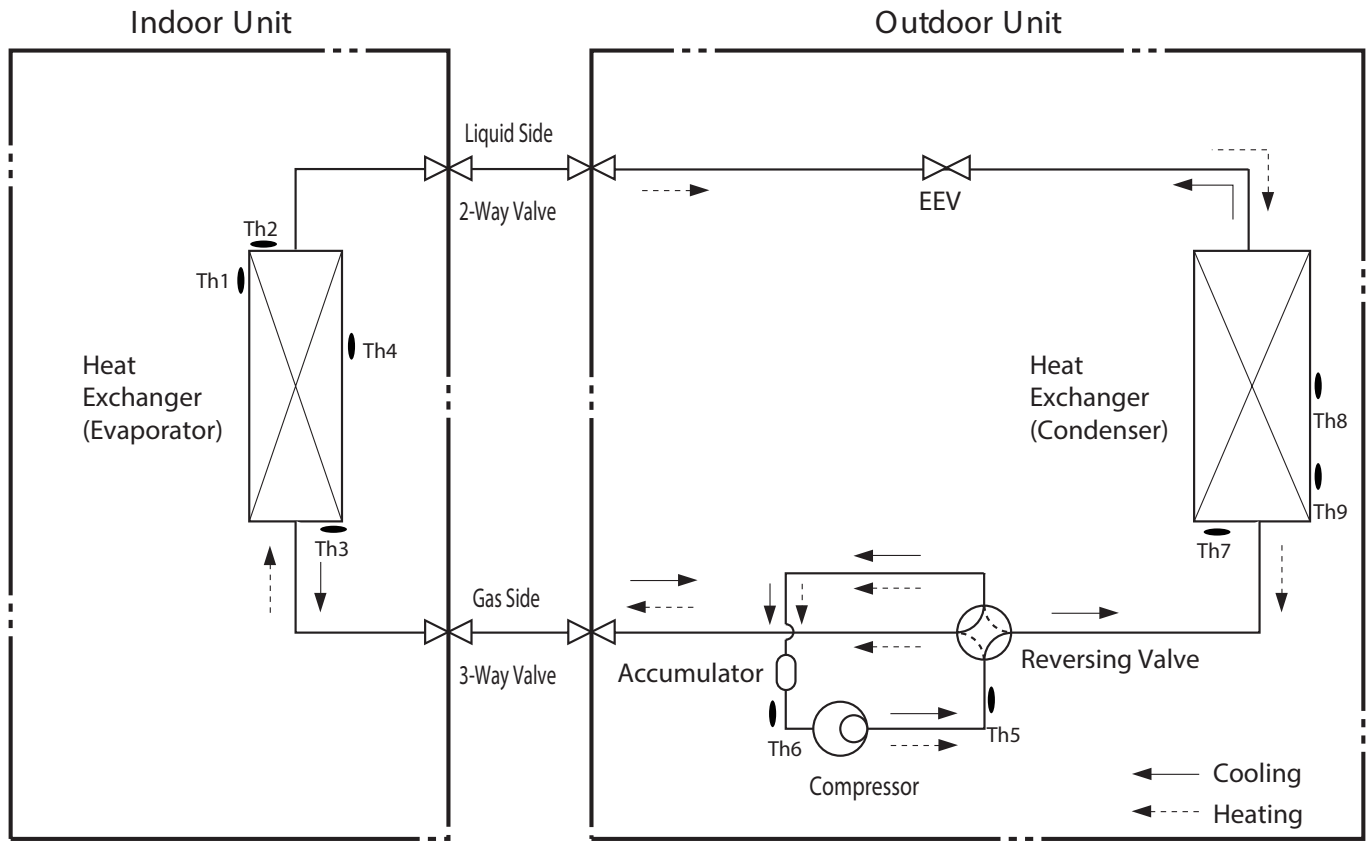 Indoor Unit
Outdoor Unit
Liquid Side
2-Way Valve
EEV
Th2
Th1
Th4
Heat
Exchanger
(Evaporator)
Th3
Heat
Exchanger
(Condenser)
Th8
Th9
Th7
Gas Side
3-Way Valve
Accumulator
Reversing Valve
Th6
Th5
Compressor
Cooling
Heating